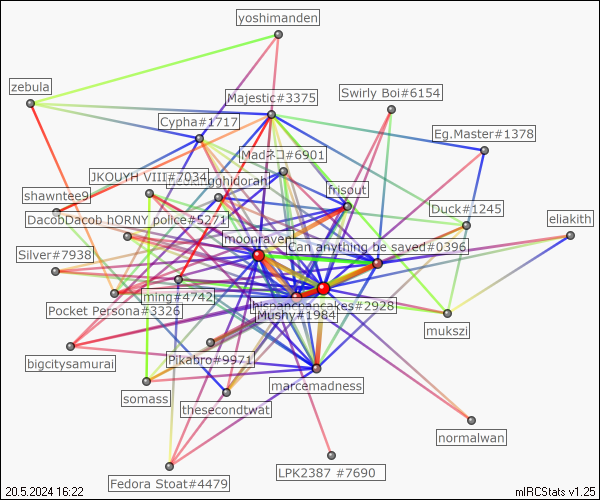 yoshimanden
zebula
Majestic#3375
Swirly Boi#6154
Cypha#1717
Eg.Master#1378
Madネコ#6901
JKOUYH VIII#7034
gghidorah
frisout
shawntee9
Duck#1245
DacobDacob hORNY police#5271
eliakith
moonraven
Can anything be saved#0396
Silver#7938
ming#4742
hispancpancakes#2928
Pocket Persona#3326
Mushy#1984
mukszi
Pikabro#9971
bigcitysamurai
marcemadness
somass
thesecondtwat
normalwan
LPK2387 #7690
Fedora Stoat#4479
20.5.2024 16:22
mIRCStats v1.25